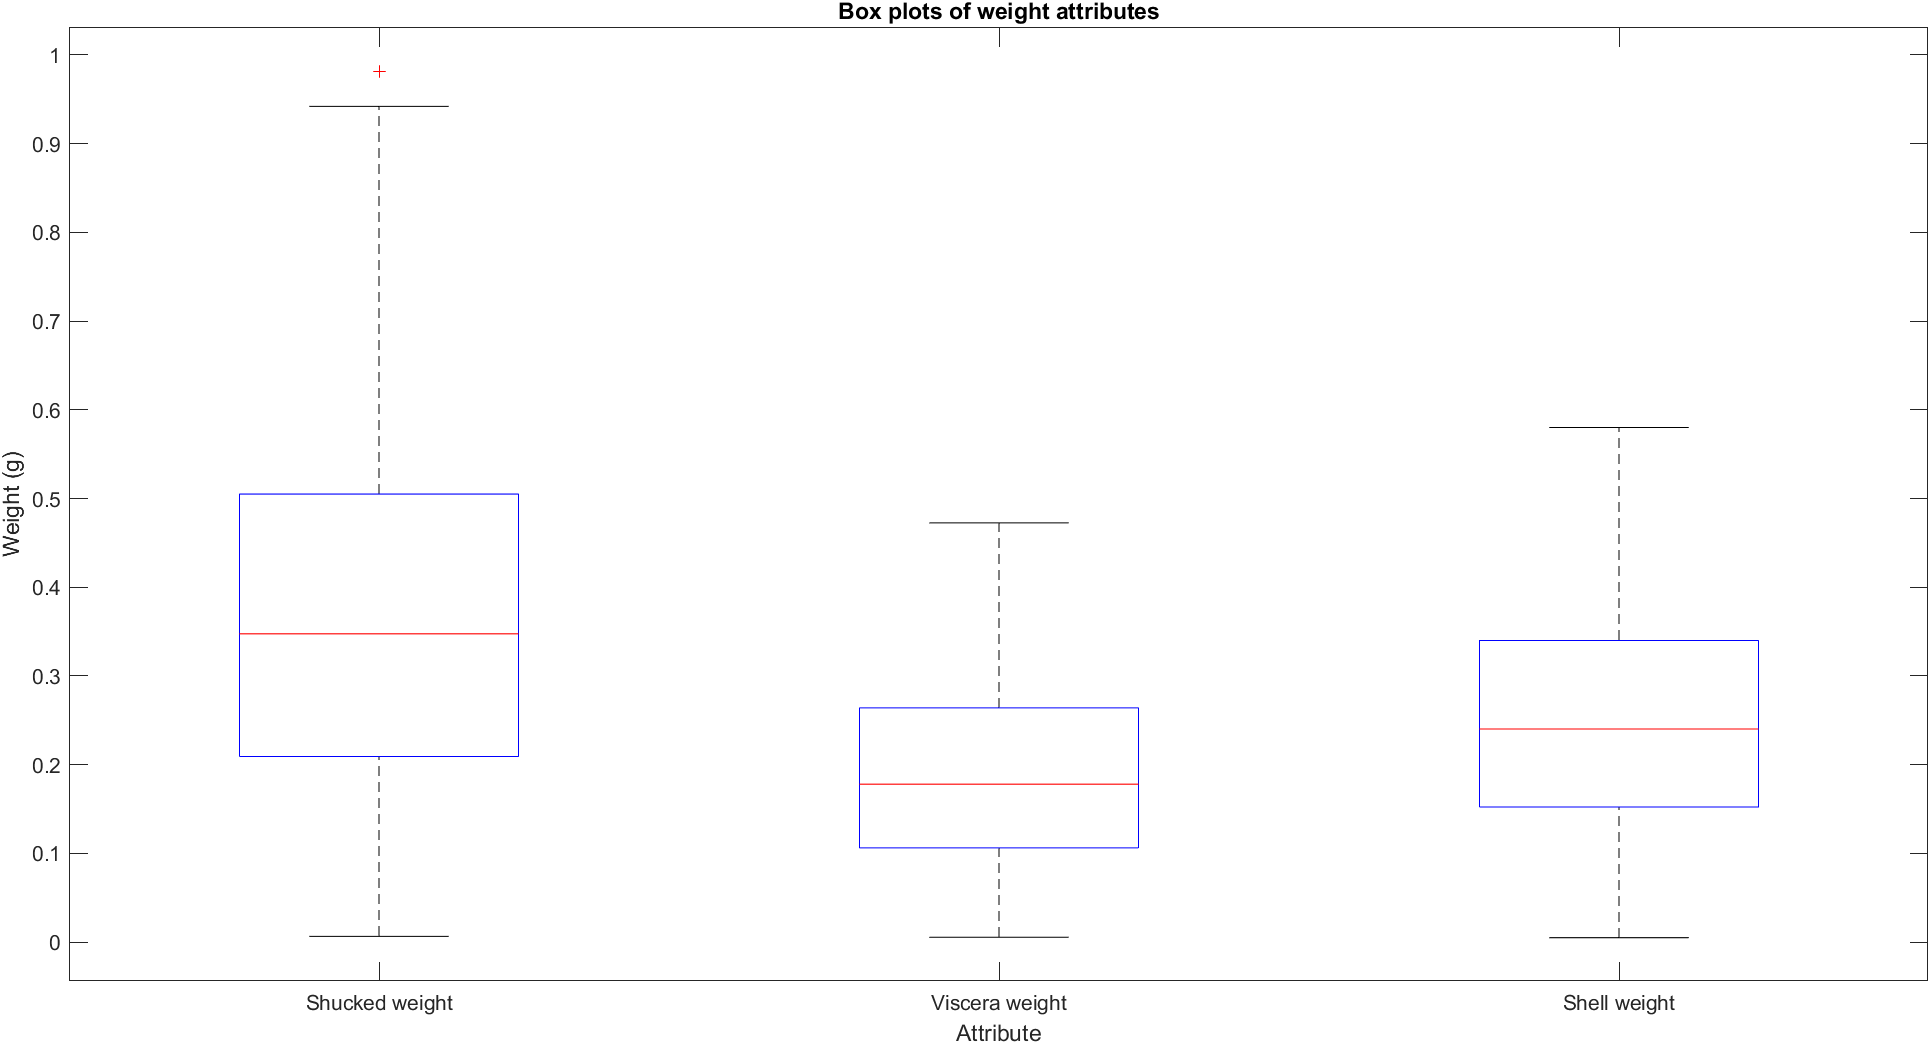 Box plots of weight attributes
1
0.9
0.8
0.7
0.6
0.5
0.4
0.3
0.2
0.1
0
Weight (g)
Shucked weight
Viscera weight
Shell weight
Attribute